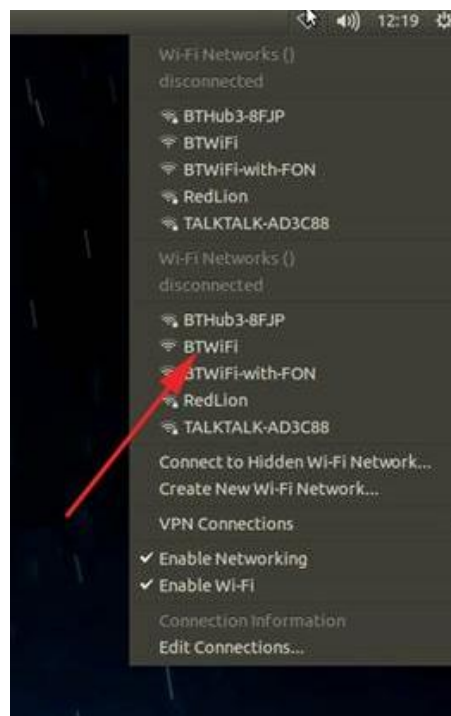 12:19
Wi-Fi Networks ()
disconnected
BTHub3-8FJP
BTWiFi
BTWiFi-with-FON
RedLion
TALKTALK-AD3C88
Wi-Fi Networks ()
disconnected
BTHub3-8FJP
BTWiFi
BTWiFi-with-FON
RedLion
TALKTALK-AD3C88
Connect to Hidden Wi-Fi Network...
Create New Wi-Fi Network...
VPN Connections
Enable Networking
Enable Wi-Fi
Connection Information
Edit Connections...